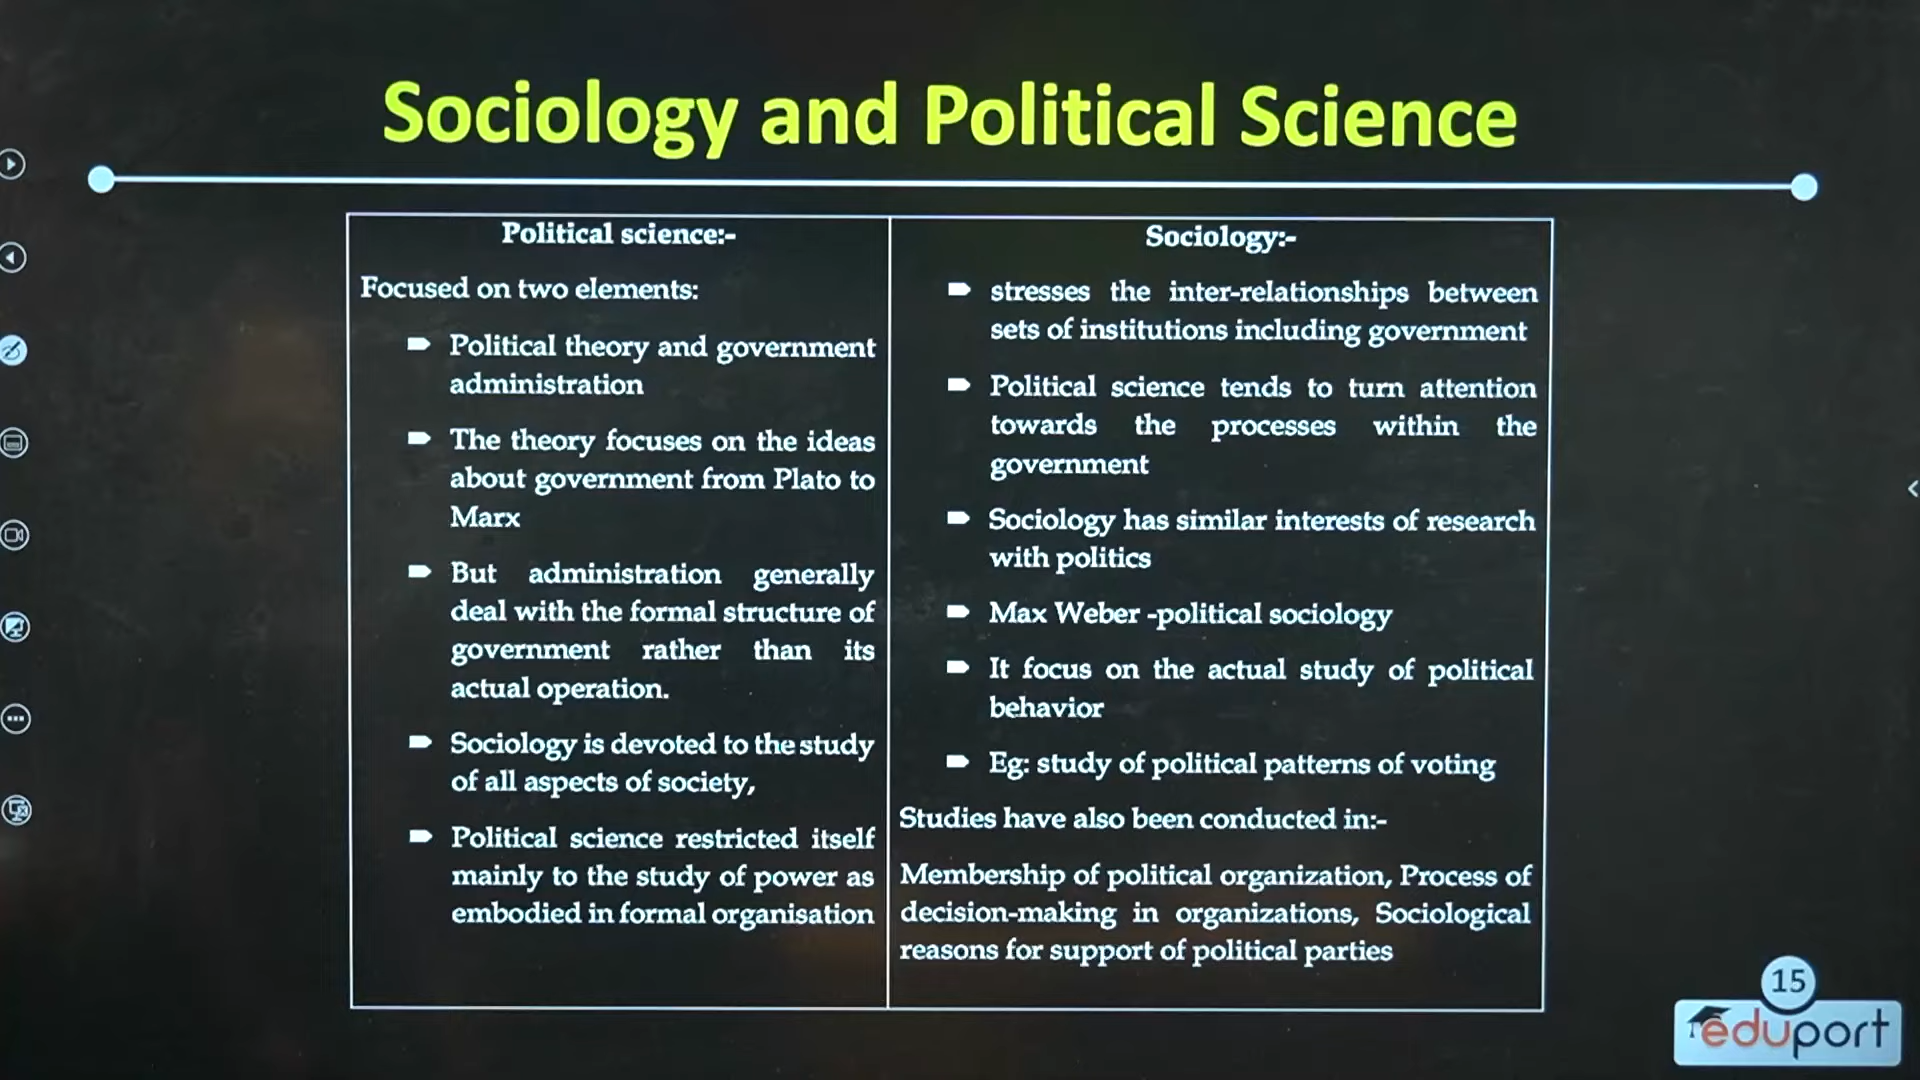 Sociology and Political Science
Political science:-
Focused on two elements:
Political theory and government
administration
The theory focuses on the ideas
about government from Plato to
Marx
But administration generally
deal with the formal structure of
government rather than its
actual operation.
Sociology is devoted to the study
of all aspects of society,
Political science restricted itself
mainly to the study of power as
embodied in formal organisation
Sociology:-
stresses the inter-relationships between
sets of institutions including government
Political science tends to turn attention
towards the processes within the
government
Sociology has similar interests of research
with politics
Max Weber -political sociology
It focus on the actual study of political
behavior
Eg: study of political patterns of voting
Studies have also been conducted in:-
Membership of political organization, Process of
decision-making in organizations, Sociological
reasons for support of political parties
15
eduport